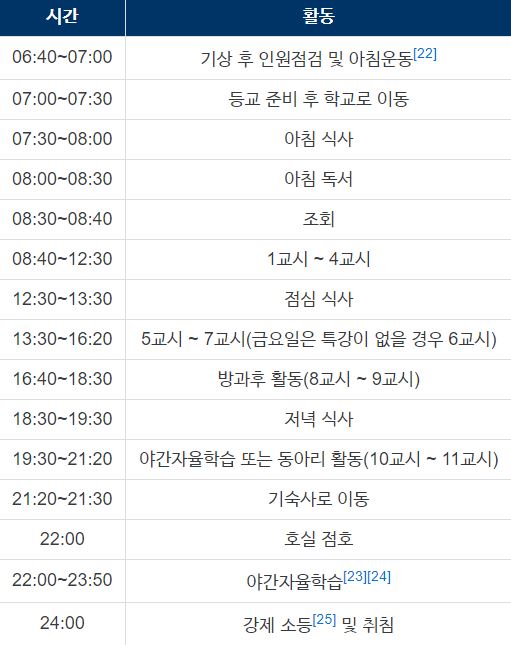 시간 활동
06:40~07:00 기상 후 인원점검 및 아침운동[22]
07:00~07:30 등교 준비 후 학교로 이동
07:30~08:00 아침 식사
08:00~08:30 아침 독서
08:30~08:40 조회
08:40~12:30 1교시 ~ 4교시
12:30~13:30 점심 식사
13:30~16:20 5교시 ~ 7교시(금요일은 특강이 없을 경우 6교시)
16:40~18:30 방과후 활동(8교시 ~ 9교시)
18:30~19:30 저녁 식사
19:30~21:20 야간자율학습 또는 동아리 활동(10교시 ~ 11교시)
21:20~21:30 기숙사로 이동
22:00 호실 점호
22:00~23:50 야간자율학습[23][24]
24:00 강제 소등[25] 및 취침